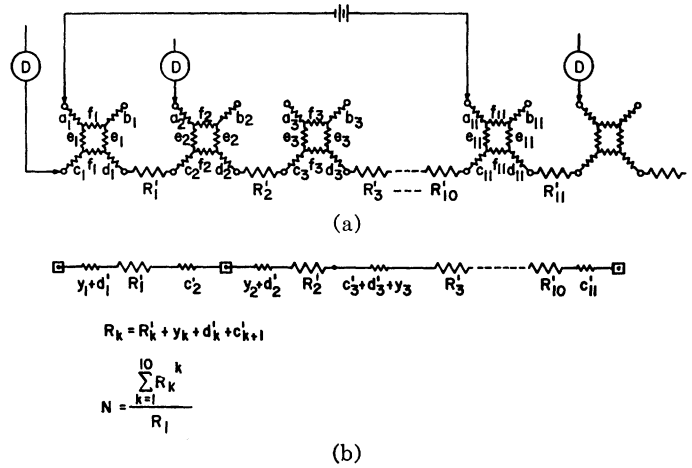 D D D
a₁ f₁ b₁ a₂ f₂ b₂ a₃ f₃ b₃ a₁₁ f₁₁ b₁₁
e₁ e₁ e₂ e₂ e₃ e₃ e₁₁ e₁₁
c₁ f₁ d₁ c₂ f₂ d₂ c₃ f₃ d₃ c₁₁ f₁₁ d₁₁
R'₁ R'₂ R'₃ R'₁₀ R'₁₁
(a)
y₁+d'₁ R'₁ c'₂ y₂+d'₂ R'₂ c'₃+d'₃+y₃ R'₃ R'₁₀ c'₁₁
Rₖ = R'ₖ + yₖ + d'ₖ + c'ₖ₊₁
10
N = ∑ Rₖ ᵏ
k=1
R₁
(b)